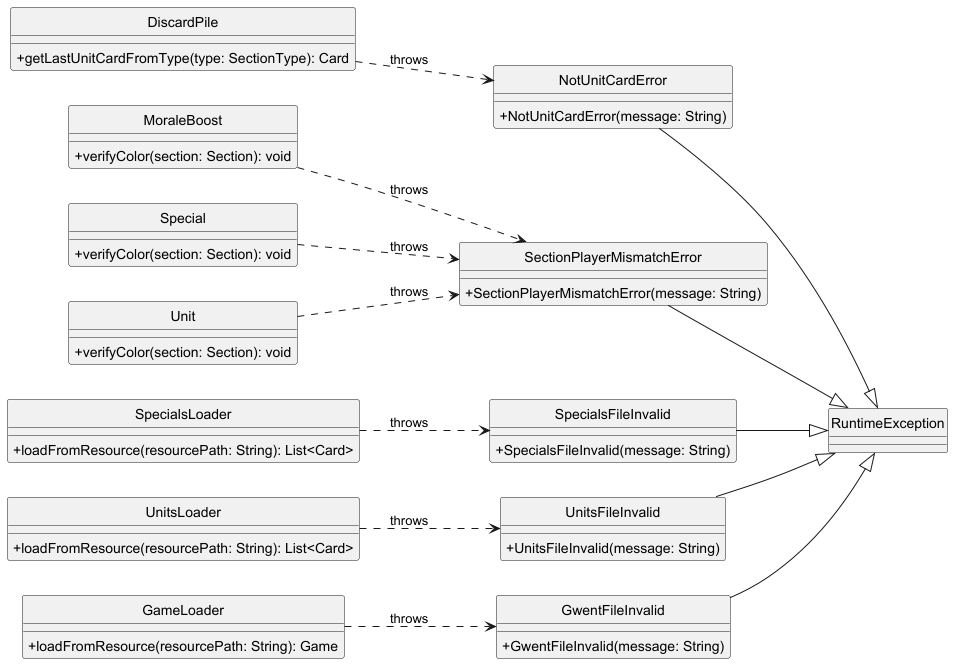 DiscardPile
+getLastUnitCardFromType(type: SectionType): Card
throws
NotUnitCardError
+NotUnitCardError(message: String)
MoraleBoost
+verifyColor(section: Section): void
throws
Special
+verifyColor(section: Section): void
throws
SectionPlayerMismatchError
+SectionPlayerMismatchError(message: String)
Unit
+verifyColor(section: Section): void
throws
SpecialsLoader
+loadFromResource(resourcePath: String): List<Card>
throws
SpecialsFileInvalid
+SpecialsFileInvalid(message: String)
RuntimeException
UnitsLoader
+loadFromResource(resourcePath: String): List<Card>
throws
UnitsFileInvalid
+UnitsFileInvalid(message: String)
GameLoader
+loadFromResource(resourcePath: String): Game
throws
GwentFileInvalid
+GwentFileInvalid(message: String)